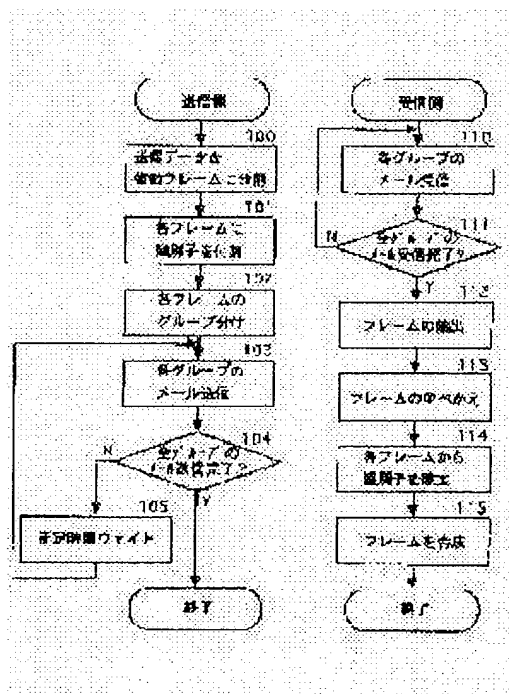 送信側
100
送信データを
複数フレームに分割
101
各フレームに
識別子を付加
102
各フレームの
グループ分け
103
各グループの
メール送信
104
全グループの
メール送信完了?
N
Y
105
所定時間ウェイト
終了
受信側
110
各グループの
メール受信
111
全グループの
メール受信完了?
N
Y
112
フレームの抽出
113
フレームの並べかえ
114
各フレームから
識別子を除去
115
フレームを合成
終了